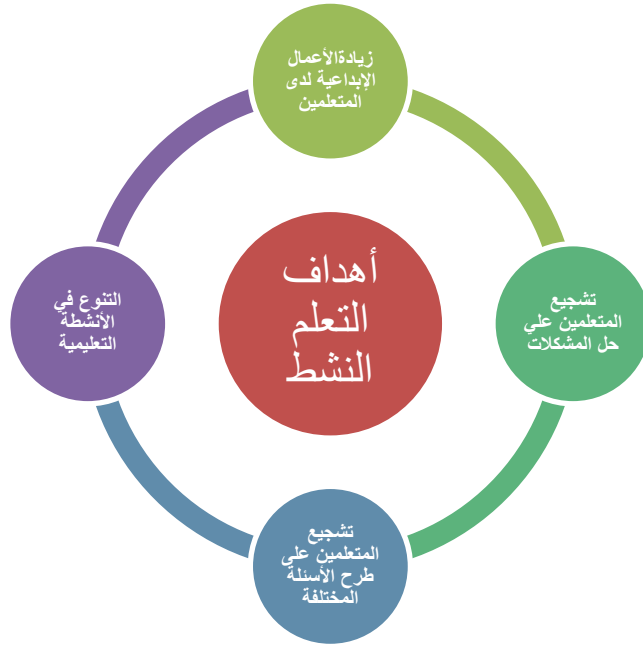 زيادةالأعمال
الإبداعية لدى
المتعلمين
أهداف
التعلم
النشط
تشجيع
المتعلمين علي
حل المشكلات
تشجيع
المتعلمين على
طرح الأسئلة
المختلفة
التنوع في
الأنشطة
التعليمية